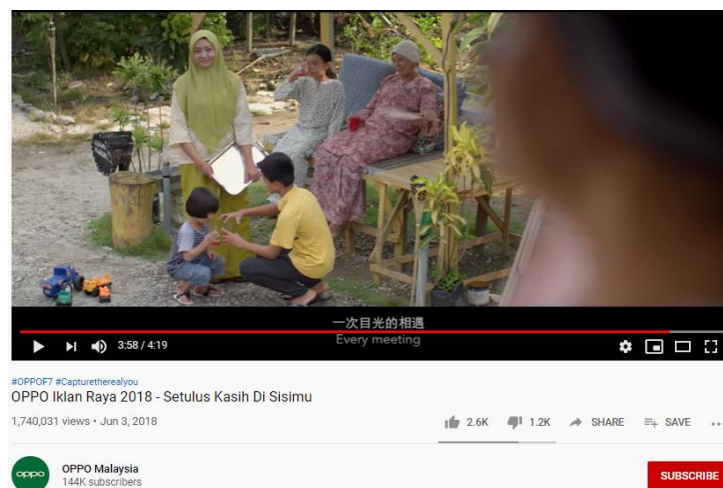 一次目光的相遇
Every meeting
3:58 / 4:19
#OPPOF7 #Capturetherealyou
OPPO Iklan Raya 2018 - Setulus Kasih Di Sisimu
1,740,031 views • Jun 3, 2018
2.6K 1.2K SHARE SAVE
oppo
OPPO Malaysia
144K subscribers
SUBSCRIBE